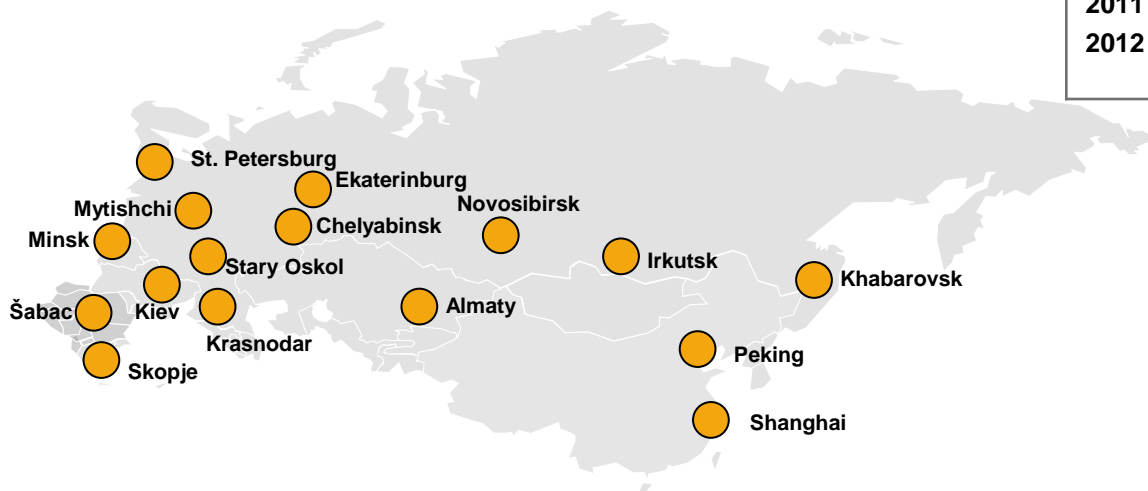 2011
2012
St. Petersburg
Ekaterinburg
Mytishchi
Novosibirsk
Chelyabinsk
Minsk
Irkutsk
Stary Oskol
Khabarovsk
Šabac
Kiev
Almaty
Krasnodar
Peking
Skopje
Shanghai